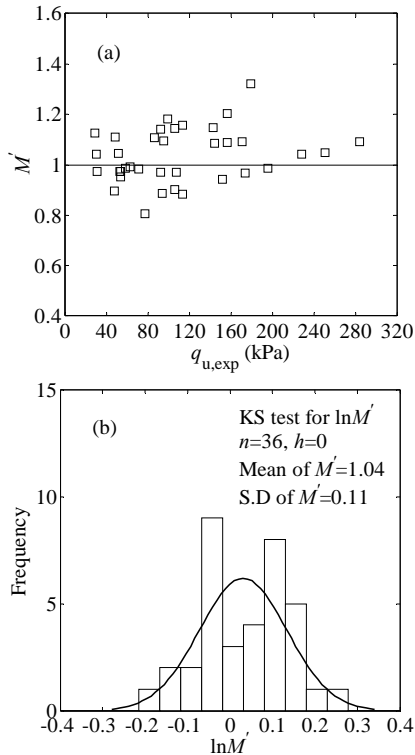 1.6
(a)
1.4
1.2
M′
1
0.8
0.6
0.4
0 40 80 120 160 200 240 280 320
qu,exp (kPa)
15
(b)
KS test for lnM′
n=36, h=0
Mean of M′=1.04
S.D of M′=0.11
10
Frequency
5
0
-0.4 -0.3 -0.2 -0.1 0 0.1 0.2 0.3 0.4
lnM′